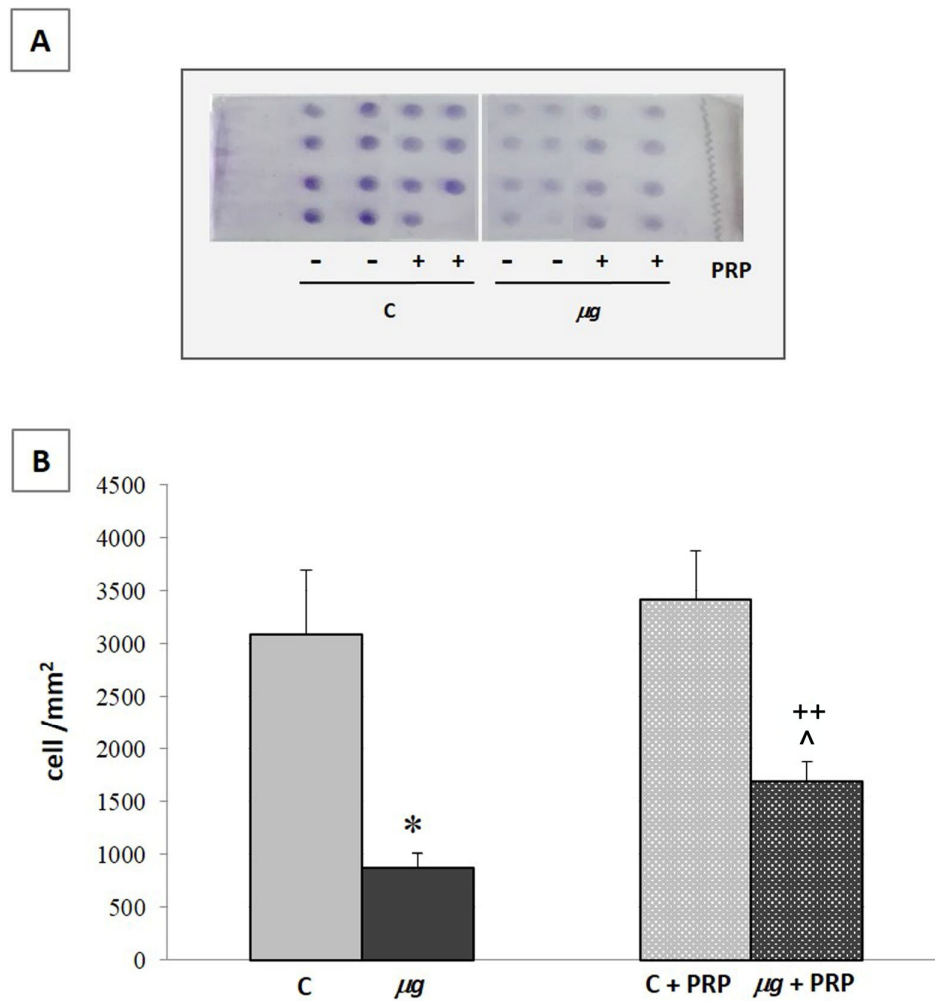 A
- - + + - - + + PRP
C μg
B
4500
4000
3500
3000
2500
2000
1500
1000
500
0
cell /mm²
*
++
^
C μg C + PRP μg + PRP